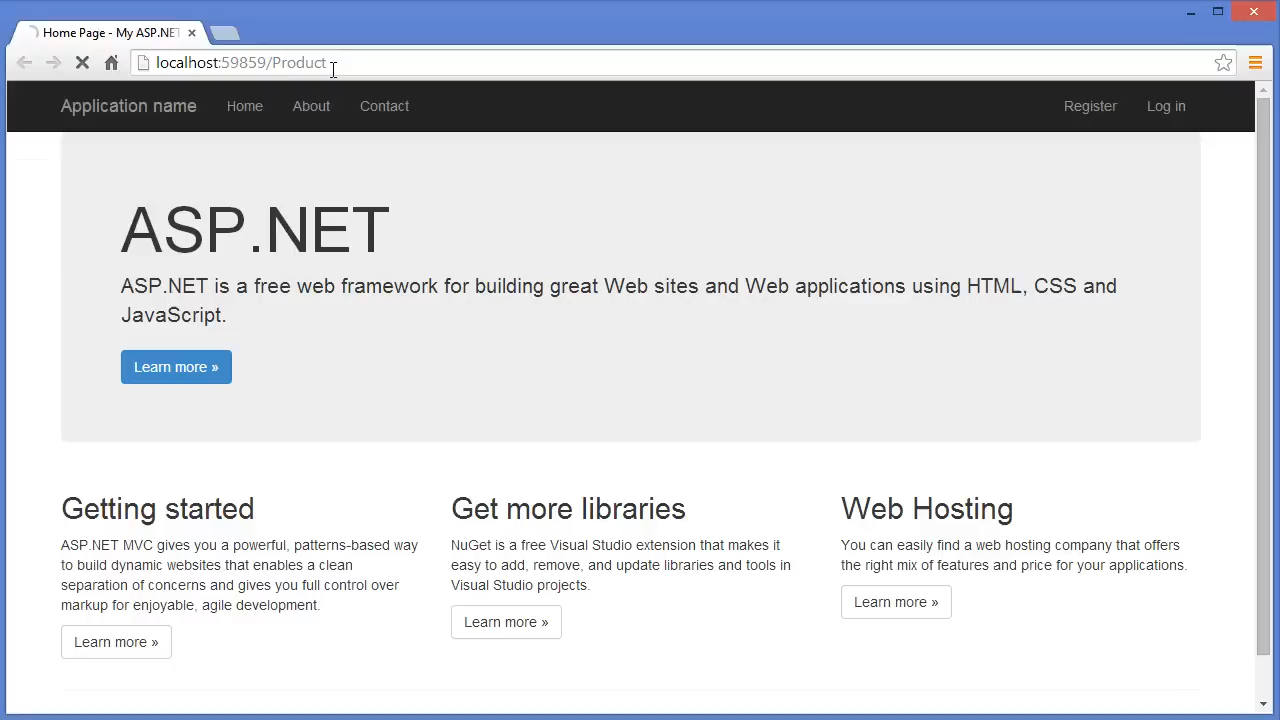 Home Page - My ASP.NET
localhost:59859/Product
Application name Home About Contact Register Log in
ASP.NET
ASP.NET is a free web framework for building great Web sites and Web applications using HTML, CSS and
JavaScript.
Learn more »
Getting started
ASP.NET MVC gives you a powerful, patterns-based way
to build dynamic websites that enables a clean
separation of concerns and gives you full control over
markup for enjoyable, agile development.
Learn more »
Get more libraries
NuGet is a free Visual Studio extension that makes it
easy to add, remove, and update libraries and tools in
Visual Studio projects.
Learn more »
Web Hosting
You can easily find a web hosting company that offers
the right mix of features and price for your applications.
Learn more »